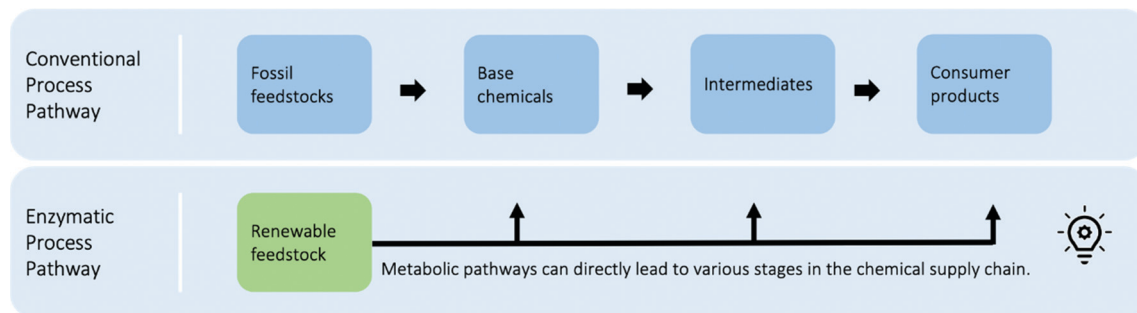 Conventional
Process
Pathway
Fossil
feedstocks
Base
chemicals
Intermediates
Consumer
products
Enzymatic
Process
Pathway
Renewable
feedstock
Metabolic pathways can directly lead to various stages in the chemical supply chain.